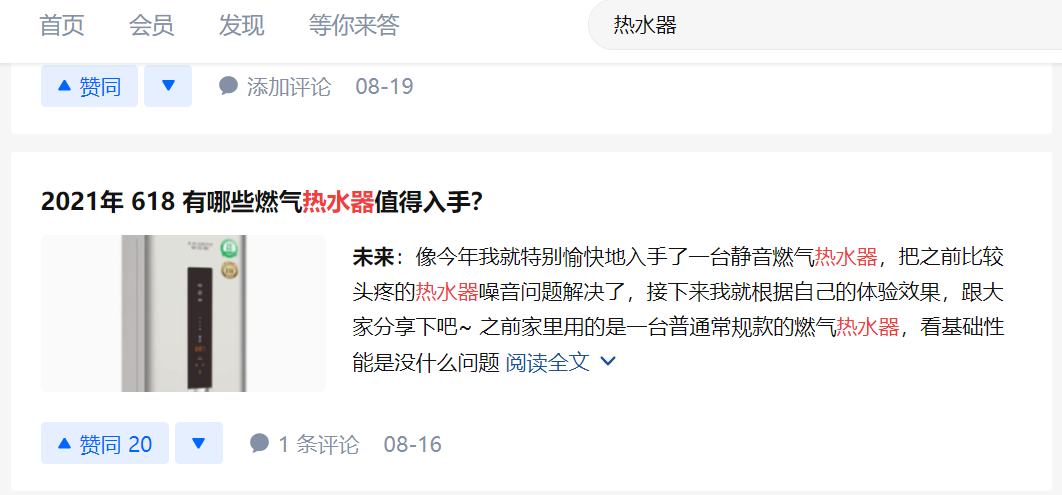 首页 会员 发现 等你来答 热水器
赞同 添加评论 08-19
2021年 618 有哪些燃气热水器值得入手?
未来：像今年我就特别愉快地入手了一台静音燃气热水器，把之前比较
头疼的热水器噪音问题解决了，接下来我就根据自己的体验效果，跟大
家分享下吧~ 之前家里用的是一台普通常规款的燃气热水器，看基础性
能是没什么问题 阅读全文
赞同 20 1 条评论 08-16